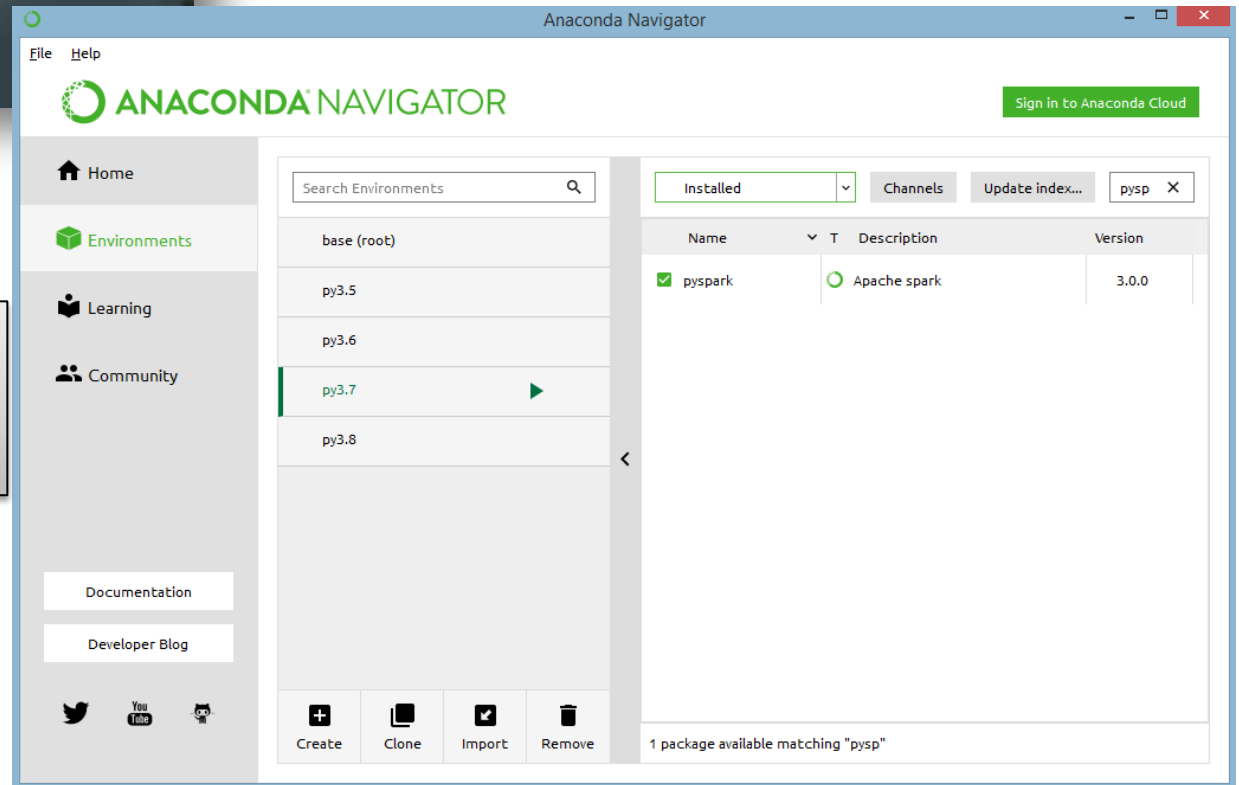 Anaconda Navigator
File Help
ANACONDA NAVIGATOR
Sign in to Anaconda Cloud
Home
Environments
Learning
Community
Documentation
Developer Blog
You
Tube
Search Environments
base (root)
py3.5
py3.6
py3.7
py3.8
Create Clone Import Remove
Installed Channels Update index... pysp
Name T Description Version
pyspark Apache spark 3.0.0
1 package available matching "pysp"